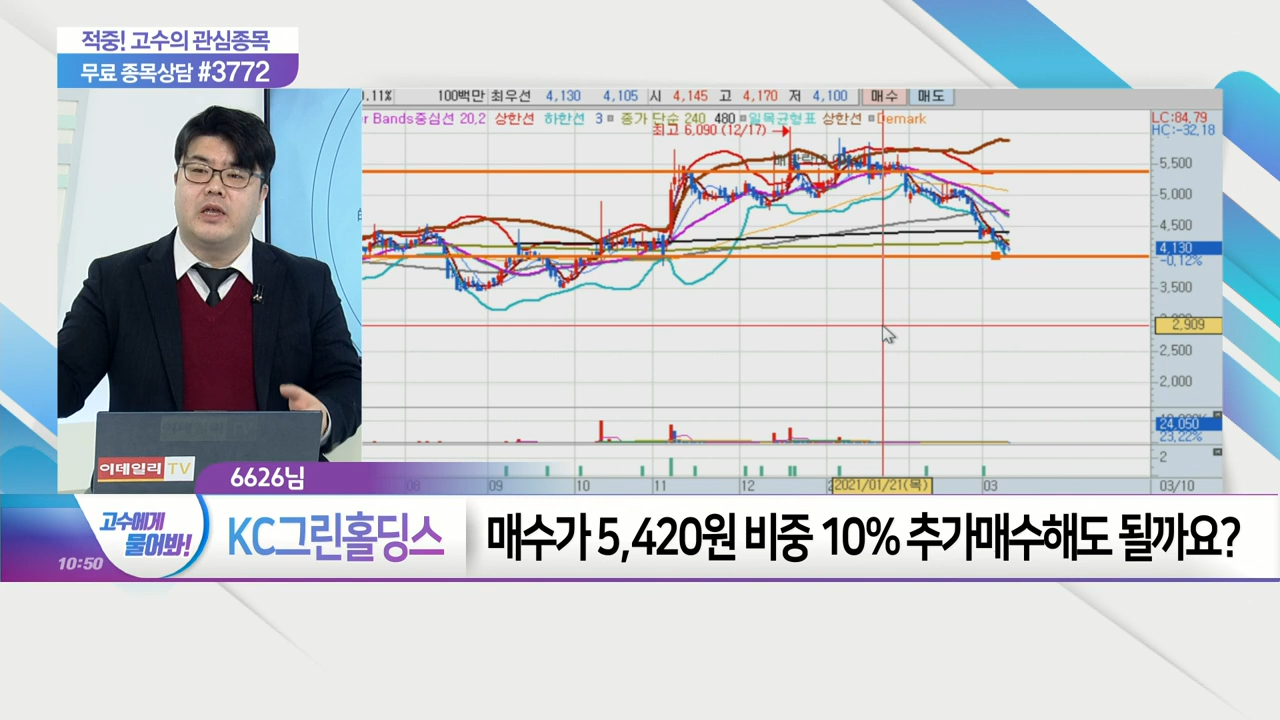 적중! 고수의 관심종목
무료 종목상담 #3772
.11% 100백만 최우선 4,130 4,105 시 4,145 고 4,170 저 4,100 매수 매도
er Bands중심선 20,2 상한선 하한선 3 종가 단순 240 480 일목균형표 상한선 Demark
최고 6,090 (12/17)
LC:84.79
HC:-32.18
5,500
5,000
4,500
4,130
-0.12%
3,500
2,909
2,500
2,000
24,050
23.22%
2
08 09 10 11 12 2021/01/21(목) 03 03/10
이데일리 TV
6626님
고수에게
물어봐!
10:50
KC그린홀딩스
매수가 5,420원 비중 10% 추가매수해도 될까요?